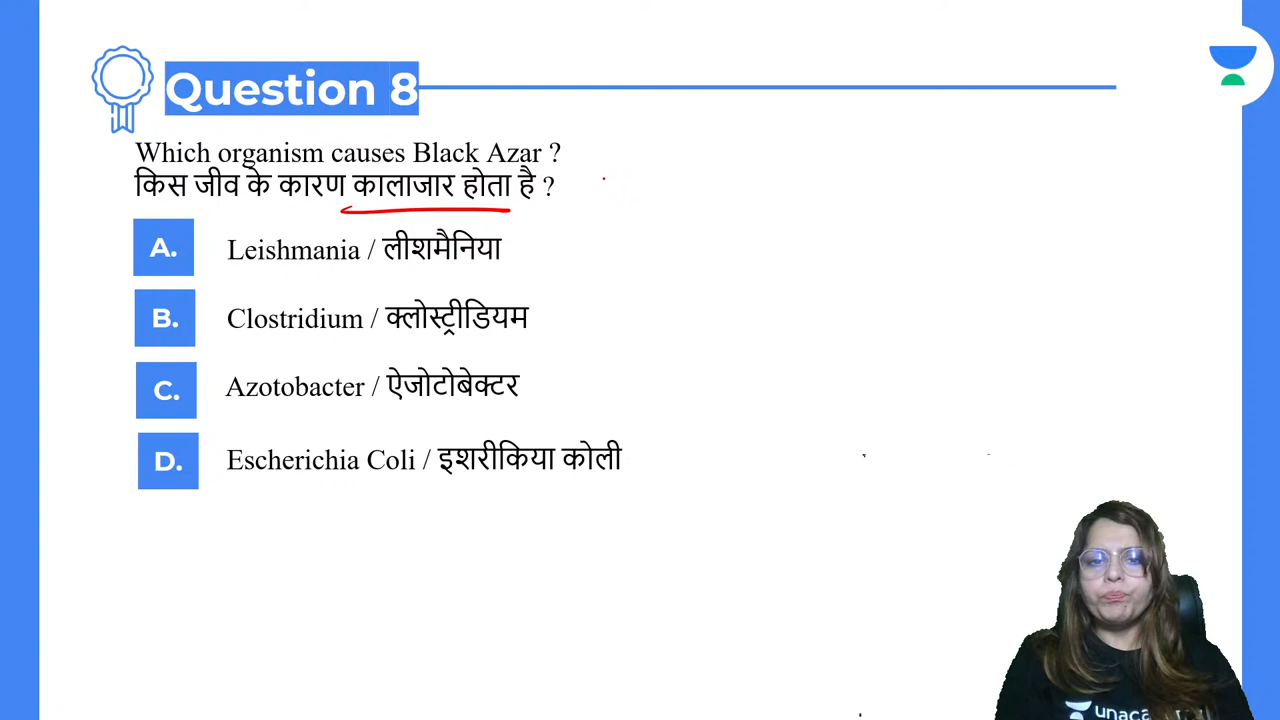 Question 8
Which organism causes Black Azar ?
किस जीव के कारण कालाजार होता है ?
A. Leishmania / लीशमैनिया
B. Clostridium / क्लोस्ट्रीडियम
C. Azotobacter / ऐजोटोबेक्टर
D. Escherichia Coli / इशरीकिया कोली